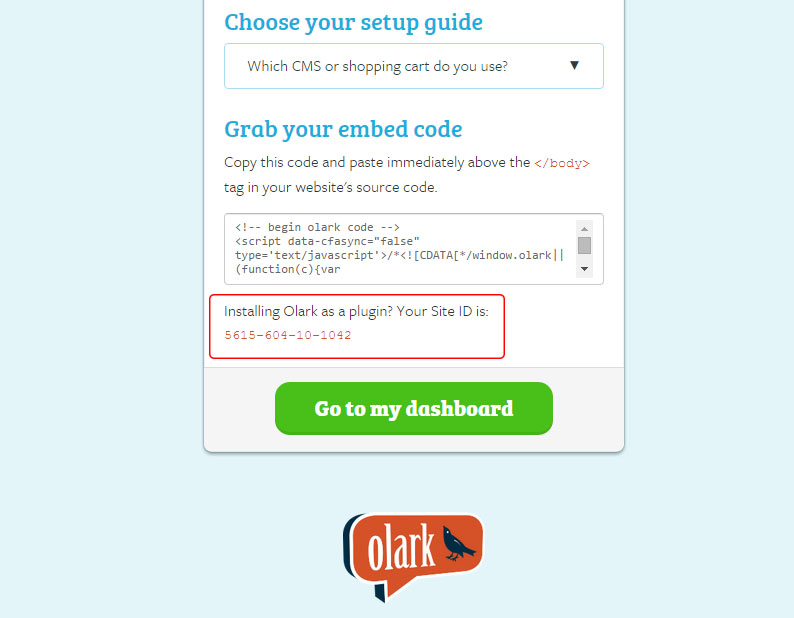 Choose your setup guide
Which CMS or shopping cart do you use? ▼
Grab your embed code
Copy this code and paste immediately above the </body>
tag in your website's source code.
<!-- begin olark code -->
<script data-cfasync="false"
type='text/javascript'>/*<![CDATA[*/window.olark||
(function(c){var
Installing Olark as a plugin? Your Site ID is:
5615-604-10-1042
Go to my dashboard
olark